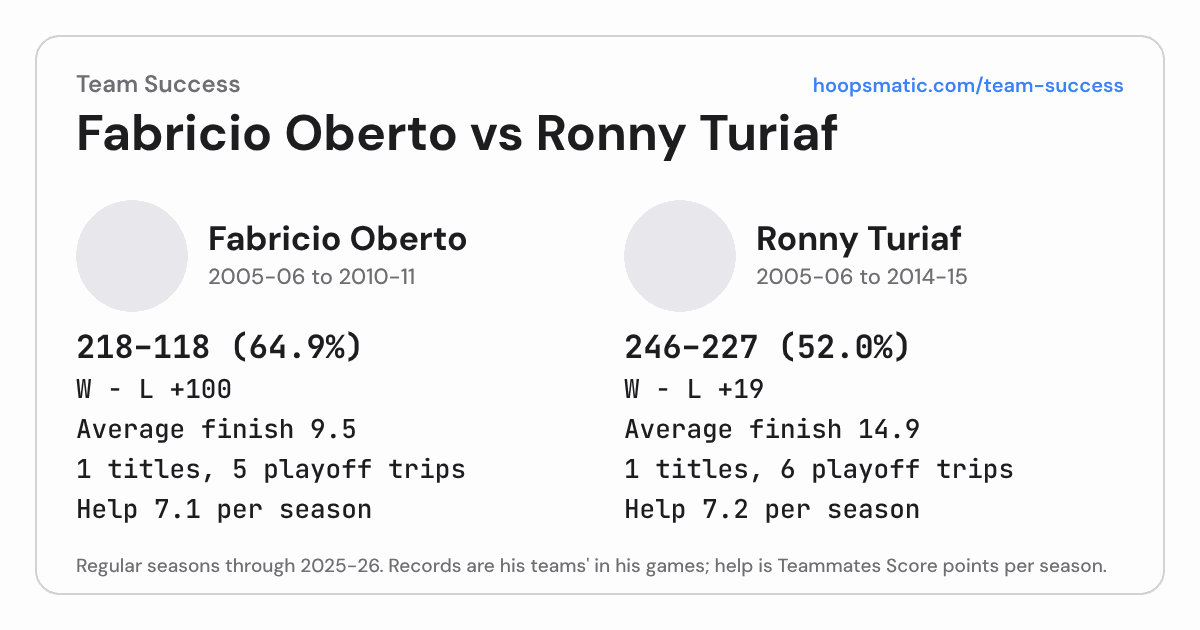 Team Success
hoopsmatic.com/team-success
Fabricio Oberto vs Ronny Turiaf
Fabricio Oberto
2005-06 to 2010-11
218-118 (64.9%)
W - L +100
Average finish 9.5
1 titles, 5 playoff trips
Help 7.1 per season
Ronny Turiaf
2005-06 to 2014-15
246-227 (52.0%)
W - L +19
Average finish 14.9
1 titles, 6 playoff trips
Help 7.2 per season
Regular seasons through 2025-26. Records are his teams' in his games; help is Teammates Score points per season.